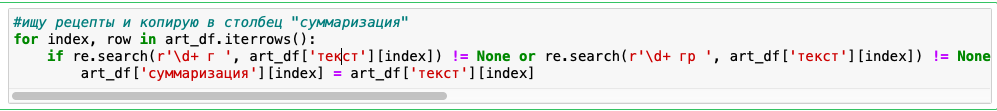 #ищу рецепты и копирую в столбец "суммаризация"
for index, row in art_df.iterrows():
    if re.search(r'\d+ г ', art_df['текст'][index]) != None or re.search(r'\d+ гр ', art_df['текст'][index]) != None
        art_df['суммаризация'][index] = art_df['текст'][index]